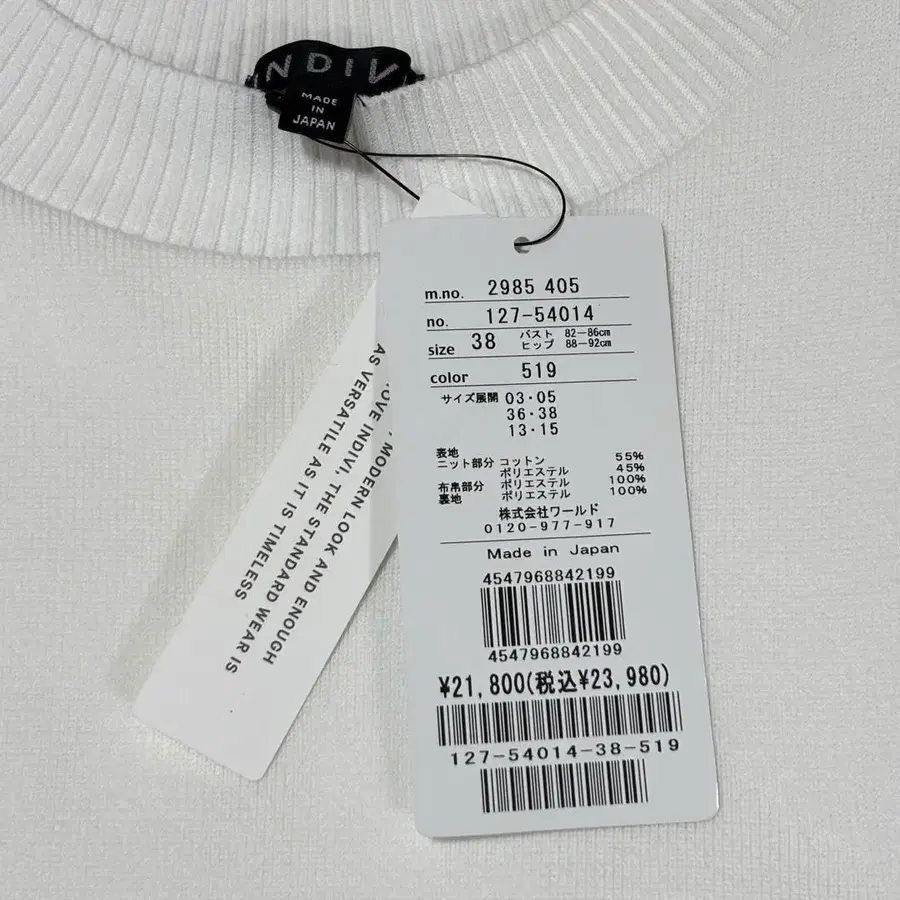 INDIV
MADE
IN
JAPAN
m.no. 2985 405
no. 127-54014
size 38 バスト 82-86cm
ヒップ 88-92cm
color 519
サイズ展開 03・05
36・38
13・15
表地
ニット部分 コットン 55%
ポリエステル 45%
布帛部分 ポリエステル 100%
裏地 ポリエステル 100%
株式会社ワールド
0120-977-917
Made in Japan
4547968842199
4547968842199
¥21,800(税込¥23,980)
127-54014-38-519
MODERN LOOK AND ENOUGH
OVE INDIVI, THE STANDARD WEAR IS
AS VERSATILE AS IT IS TIMELESS